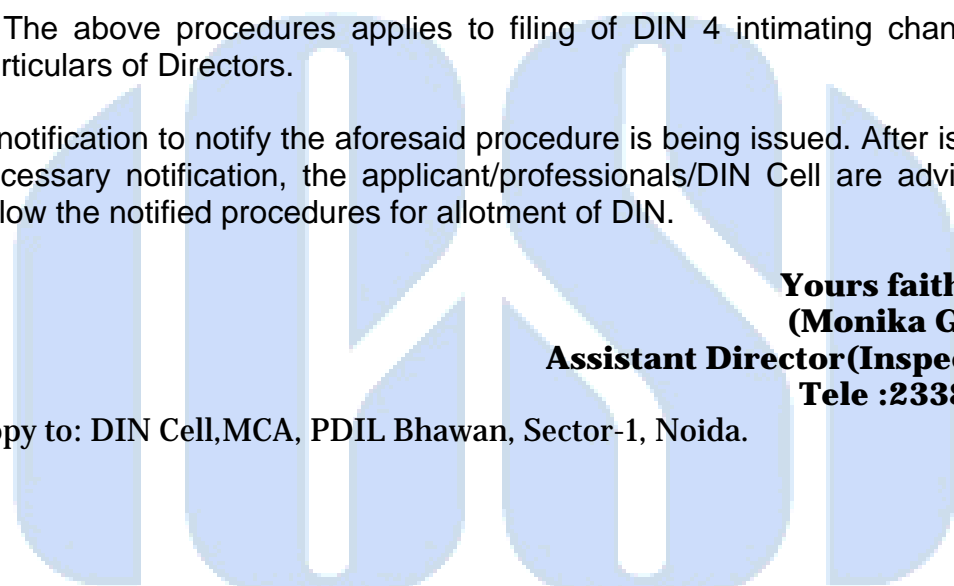 The above procedures applies to filing of DIN 4 intimating chan
rticulars of Directors.
notification to notify the aforesaid procedure is being issued. After is
cessary notification, the applicant/professionals/DIN Cell are advi
low the notified procedures for allotment of DIN.
Yours faith
(Monika G
Assistant Director(Inspe
Tele :2338
py to: DIN Cell,MCA, PDIL Bhawan, Sector-1, Noida.